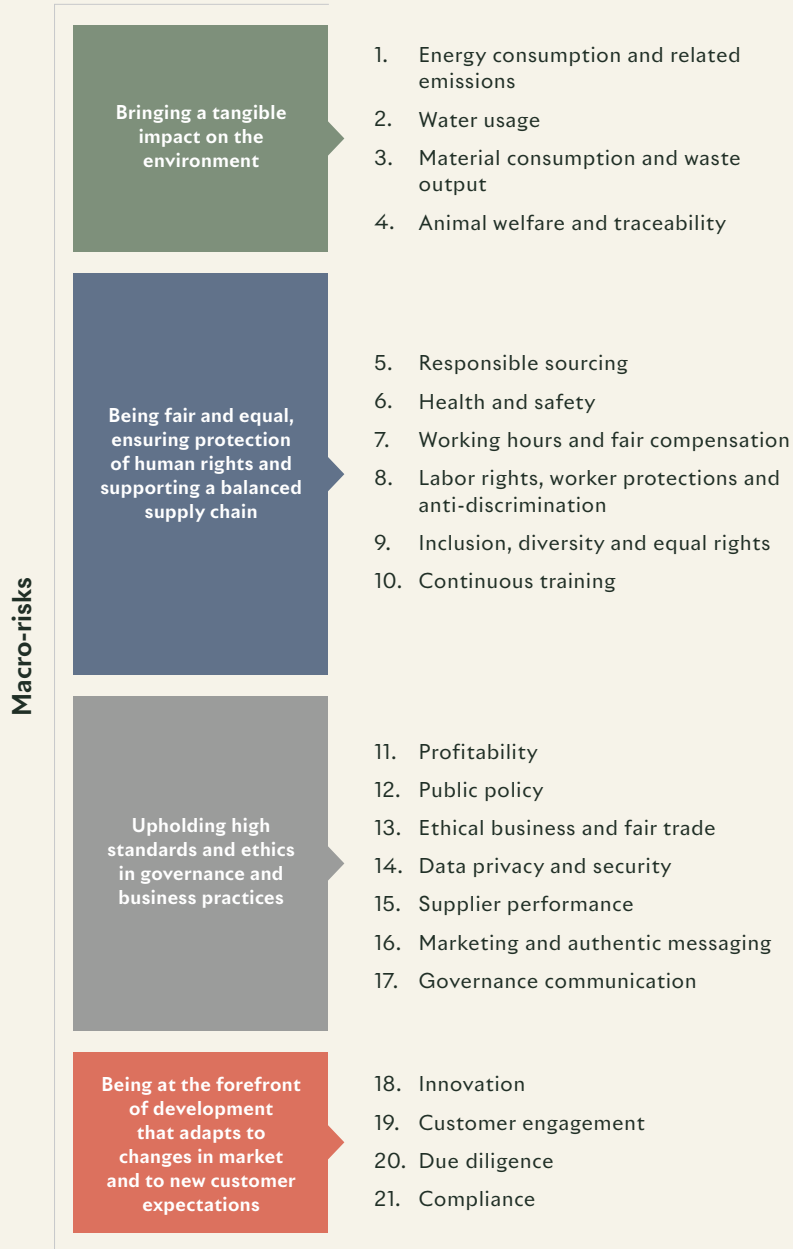 Macro-risks
Bringing a tangible
impact on the
environment
1. Energy consumption and related
emissions
2. Water usage
3. Material consumption and waste
output
4. Animal welfare and traceability
Being fair and equal,
ensuring protection
of human rights and
supporting a balanced
supply chain
5. Responsible sourcing
6. Health and safety
7. Working hours and fair compensation
8. Labor rights, worker protections and
anti-discrimination
9. Inclusion, diversity and equal rights
10. Continuous training
Upholding high
standards and ethics
in governance and
business practices
11. Profitability
12. Public policy
13. Ethical business and fair trade
14. Data privacy and security
15. Supplier performance
16. Marketing and authentic messaging
17. Governance communication
Being at the forefront
of development
that adapts to
changes in market
and to new customer
expectations
18. Innovation
19. Customer engagement
20. Due diligence
21. Compliance